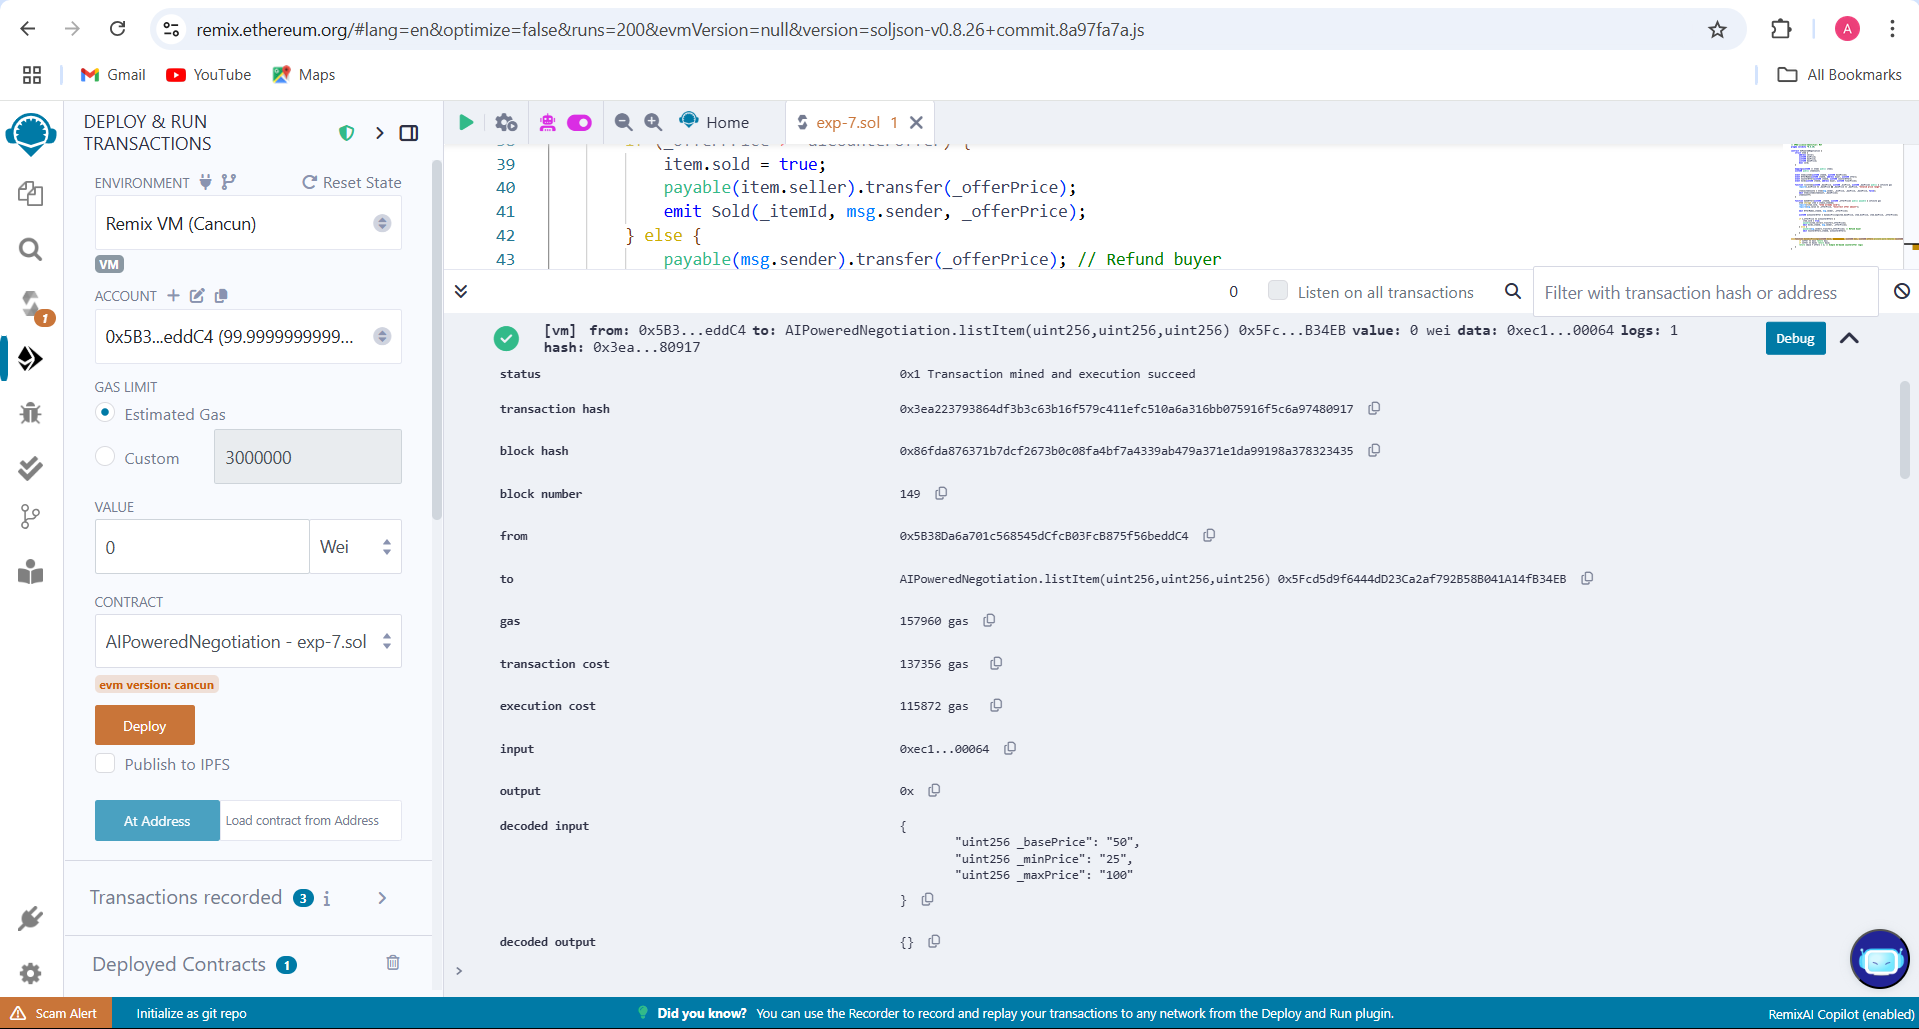 remix.ethereum.org/#lang=en&optimize=false&runs=200&evmVersion=null&version=soljson-v0.8.26+commit.8a97fa7a.js
A
Gmail
YouTube
Maps
All Bookmarks
DEPLOY & RUN
TRANSACTIONS
ENVIRONMENT
Reset State
Remix VM (Cancun)
VM
ACCOUNT
0x5B3...eddC4 (99.9999999999...
GAS LIMIT
Estimated Gas
Custom
3000000
VALUE
0
Wei
CONTRACT
AIPoweredNegotiation - exp-7.sol
evm version: cancun
Deploy
Publish to IPFS
At Address
Load contract from Address
Transactions recorded 3 i
Deployed Contracts 1
1
Home
exp-7.sol 1
39 item.sold = true;
40 payable(item.seller).transfer(_offerPrice);
41 emit Sold(_itemId, msg.sender, _offerPrice);
42 } else {
43 payable(msg.sender).transfer(_offerPrice); // Refund buyer
0
Listen on all transactions
Filter with transaction hash or address
[vm] from: 0x5B3...eddC4 to: AIPoweredNegotiation.listItem(uint256,uint256,uint256) 0x5Fc...B34EB value: 0 wei data: 0xec1...00064 logs: 1
hash: 0x3ea...80917
Debug
status 0x1 Transaction mined and execution succeed
transaction hash 0x3ea223793864df3b3c63b16f579c411efc510a6a316bb075916f5c6a97480917
block hash 0x86fda876371b7dcf2673b0c08fa4bf7a4339ab479a371e1da99198a378323435
block number 149
from 0x5B38Da6a701c568545dCfcB03FcB875f56beddC4
to AIPoweredNegotiation.listItem(uint256,uint256,uint256) 0x5Fcd5d9f6444dD23Ca2af792B58B041A14fB34EB
gas 157960 gas
transaction cost 137356 gas
execution cost 115872 gas
input 0xec1...00064
output 0x
decoded input {
"uint256 _basePrice": "50",
"uint256 _minPrice": "25",
"uint256 _maxPrice": "100"
}
decoded output {}
>
Scam Alert
Initialize as git repo
Did you know? You can use the Recorder to record and replay your transactions to any network from the Deploy and Run plugin.
RemixAI Copilot (enabled)